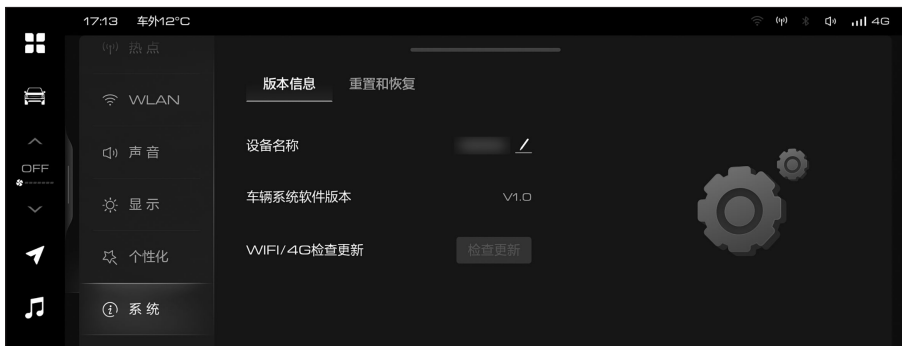 17:13 车外12°C
4G
热点
WLAN
OFF
声音
显示
个性化
系统
版本信息 重置和恢复
设备名称
车辆系统软件版本 V1.0
WIFI/4G检查更新 检查更新